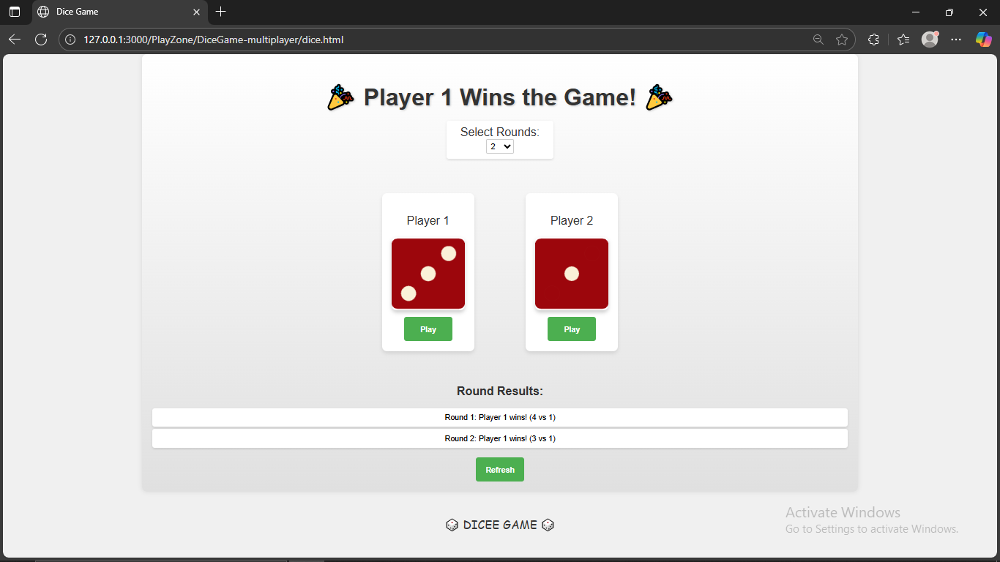 Dice Game
127.0.0.1:3000/PlayZone/DiceGame-multiplayer/dice.html
🎉 Player 1 Wins the Game! 🎉
Select Rounds:
2
Player 1
Player 2
Play
Play
Round Results:
Round 1: Player 1 wins! (4 vs 1)
Round 2: Player 1 wins! (3 vs 1)
Refresh
🎲 DICEE GAME 🎲
Activate Windows
Go to Settings to activate Windows.